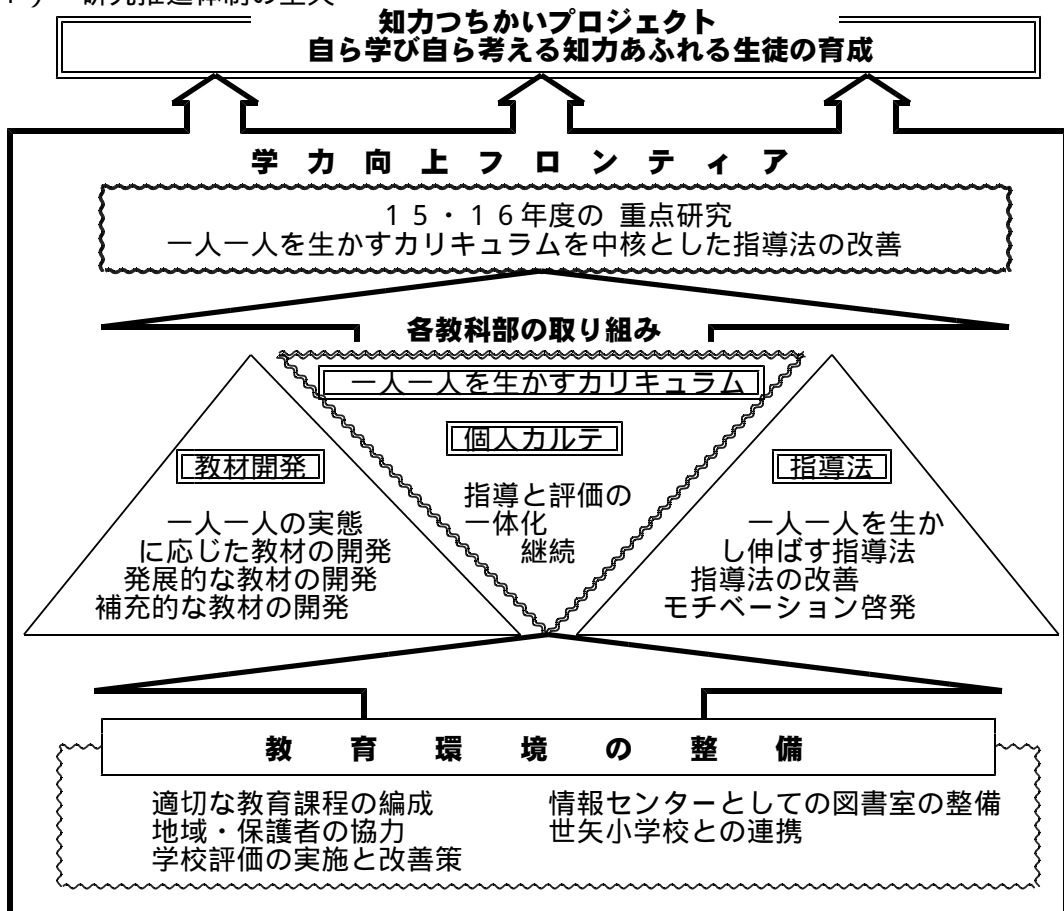 知力つちかいプロジェクト
自ら学び自ら考える知力あふれる生徒の育成
学力向上フロンティア
15・16年度の 重点研究
一人一人を生かすカリキュラムを中核とした指導法の改善
各教科部の取り組み
一人一人を生かすカリキュラム
個人カルテ
指導と評価の
一体化
継続
教材開発
一人一人の実態
に応じた教材の開発
発展的な教材の開発
補充的な教材の開発
指導法
一人一人を生か
し伸ばす指導法
指導法の改善
モチベーション啓発
教育環境の整備
適切な教育課程の編成
地域・保護者の協力
学校評価の実施と改善策
情報センターとしての図書室の整備
世矢小学校との連携